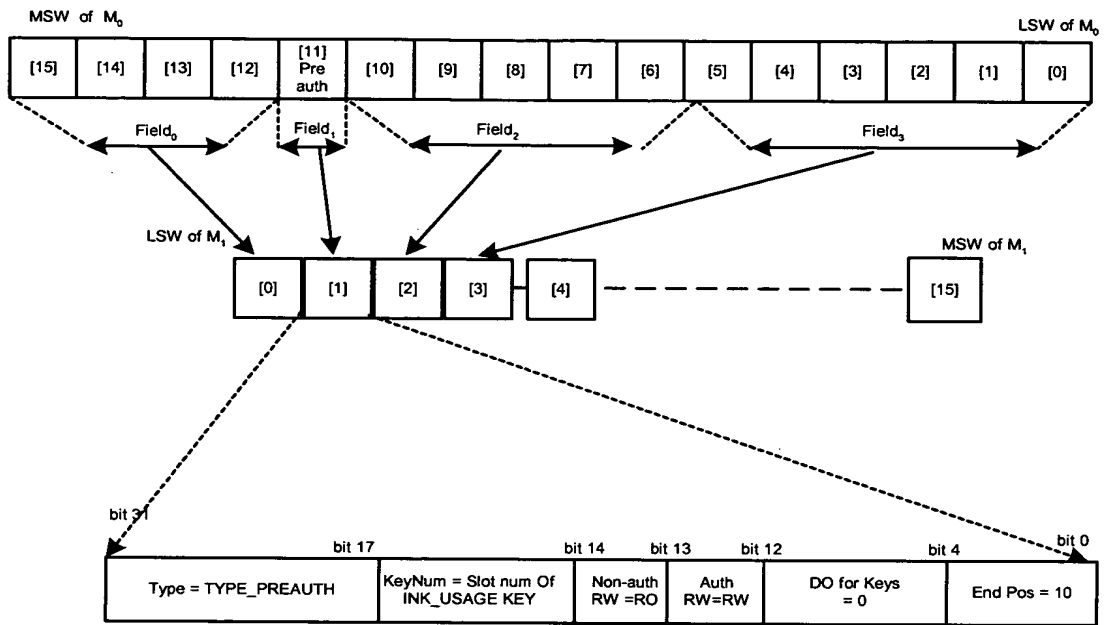 MSW of M0
LSW of M0
[15] [14] [13] [12] [11] Pre auth [10] [9] [8] [7] [6] [5] [4] [3] [2] [1] [0]
Field0
Field1
Field2
Field3
LSW of M1
MSW of M1
[0] [1] [2] [3] [4] [15]
bit 31
bit 17
bit 14
bit 13
bit 12
bit 4
bit 0
Type = TYPE_PREAUTH
KeyNum = Slot num Of
INK_USAGE KEY
Non-auth
RW =RO
Auth
RW=RW
DO for Keys
= 0
End Pos = 10